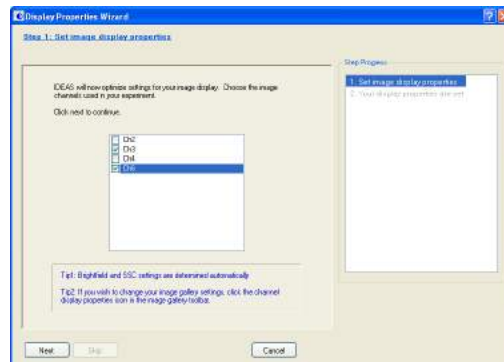 Display Properties Wizard
Step 1: Set image display properties
IDEAS will now optimize settings for your image display. Choose the image
channels used in your experiment.
Click next to continue.
Ch2
Ch3
Ch4
Tip1: Brightfield and SSC settings are determined automatically
Tip2: If you wish to change your image gallery settings, click the channel
display properties icon in the image gallery toolbar.
Step Progress
1. Set image display properties
2. Your display properties are set
Next
Skip
Cancel